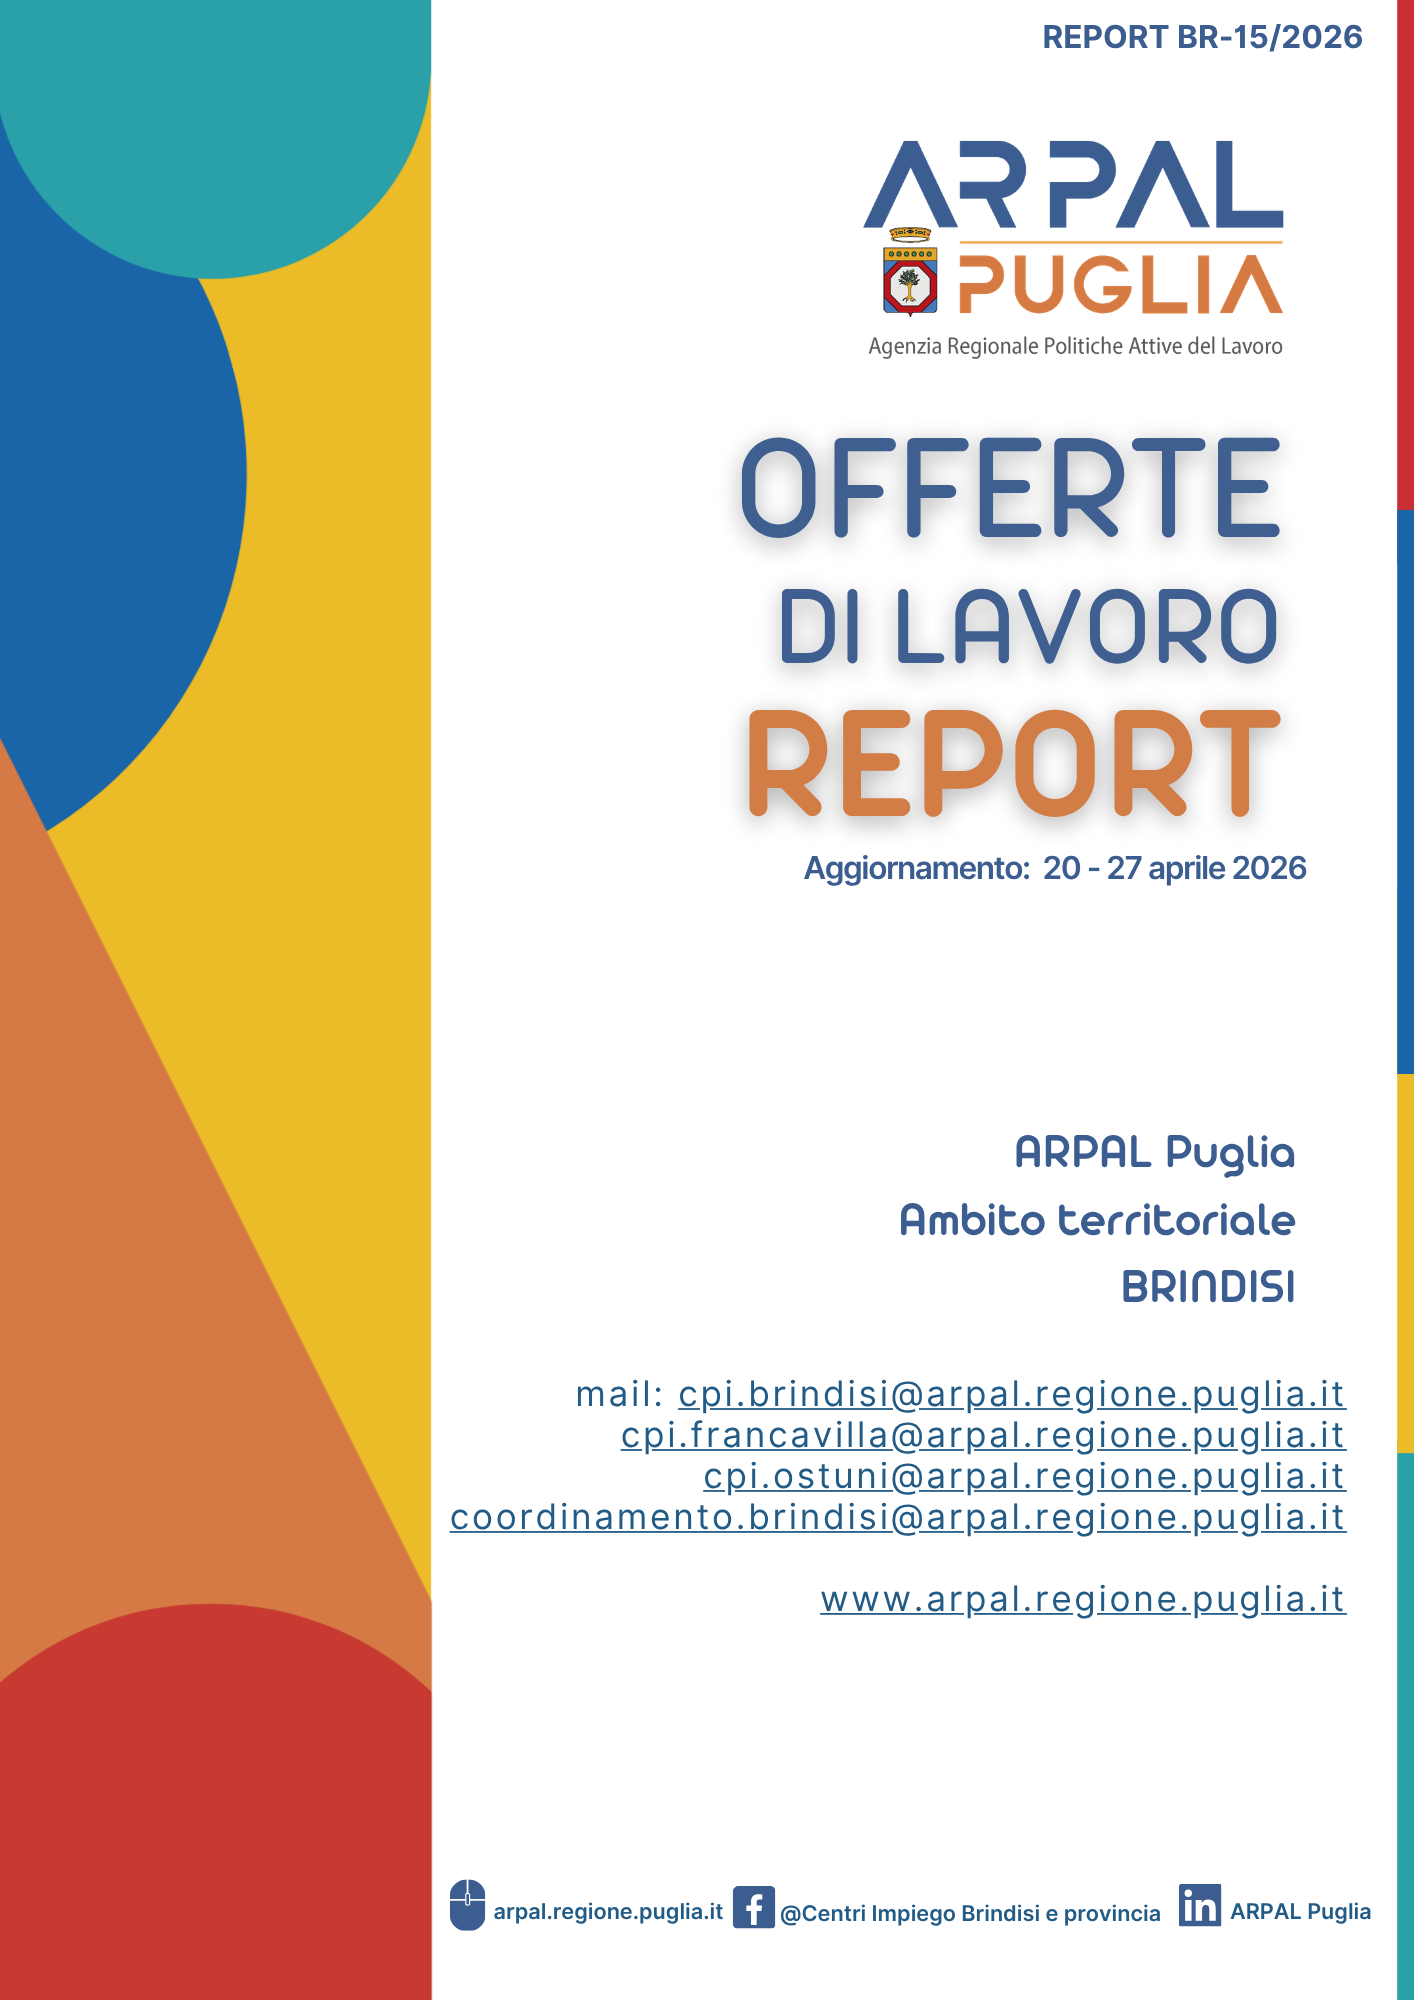 REPORT BR-15/2026
ARPAL
PUGLIA
Agenzia Regionale Politiche Attive del Lavoro
OFFERTE
DI LAVORO
REPORT
Aggiornamento: 20 - 27 aprile 2026
ARPAL Puglia
Ambito territoriale
BRINDISI
mail: cpi.brindisi@arpal.regione.puglia.it
cpi.francavilla@arpal.regione.puglia.it
cpi.ostuni@arpal.regione.puglia.it
coordinamento.brindisi@arpal.regione.puglia.it
www.arpal.regione.puglia.it
arpal.regione.puglia.it @Centri Impiego Brindisi e provincia in ARPAL Puglia